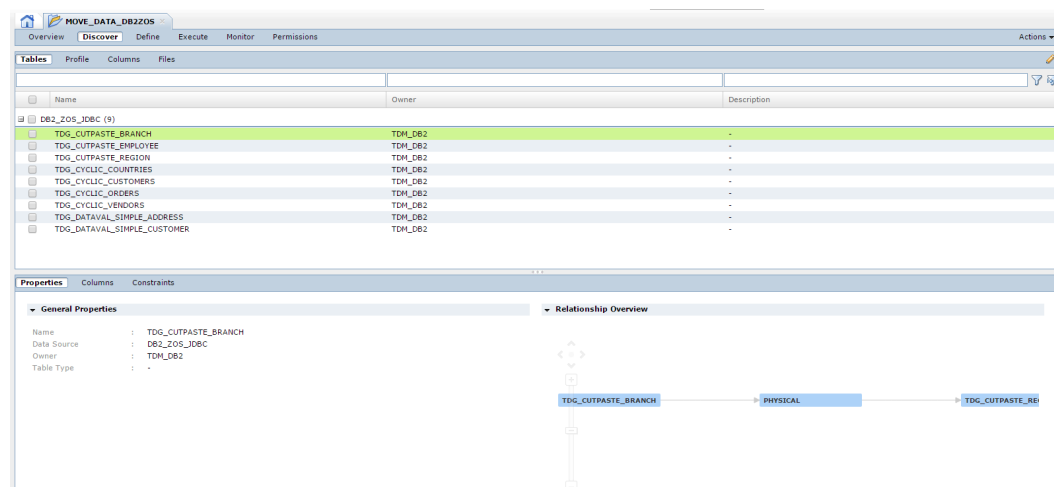 MOVE_DATA_DB2ZOS
Overview Discover Define Execute Monitor Permissions Actions
Tables Profile Columns Files
Name Owner Description
DB2_ZOS_JDBC (9)
TDG_CUTPASTE_BRANCH TDM_DB2 -
TDG_CUTPASTE_EMPLOYEE TDM_DB2 -
TDG_CUTPASTE_REGION TDM_DB2 -
TDG_CYCLIC_COUNTRIES TDM_DB2 -
TDG_CYCLIC_CUSTOMERS TDM_DB2 -
TDG_CYCLIC_ORDERS TDM_DB2 -
TDG_CYCLIC_VENDORS TDM_DB2 -
TDG_DATAVAL_SIMPLE_ADDRESS TDM_DB2 -
TDG_DATAVAL_SIMPLE_CUSTOMER TDM_DB2 -
Properties Columns Constraints
General Properties Relationship Overview
Name : TDG_CUTPASTE_BRANCH
Data Source : DB2_ZOS_JDBC
Owner : TDM_DB2
Table Type : -
TDG_CUTPASTE_BRANCH PHYSICAL TDG_CUTPASTE_RE